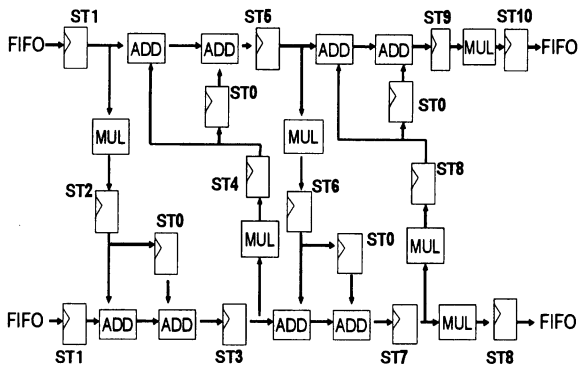 ST1 ST5 ST9 ST10
FIFO ADD ADD ADD ADD MUL FIFO
ST0 ST0
MUL MUL
ST2 ST4 ST6 ST8
ST0 MUL ST0 MUL
FIFO ADD ADD ADD ADD MUL FIFO
ST1 ST3 ST7 ST8